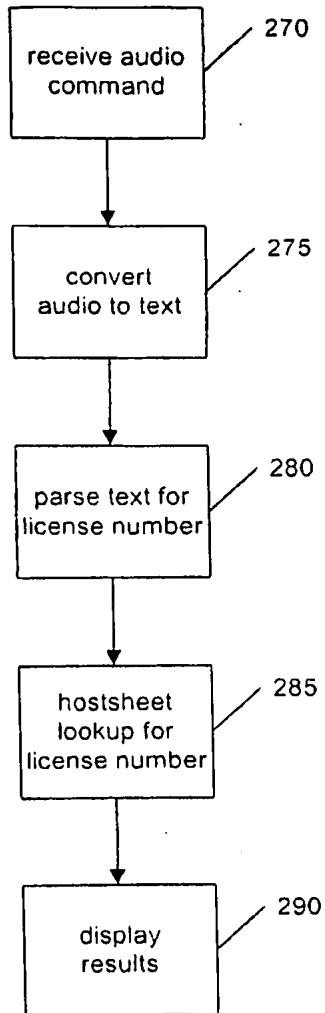 270
receive audio
command
275
convert
audio to text
280
parse text for
license number
285
hostsheet
lookup for
license number
290
display
results